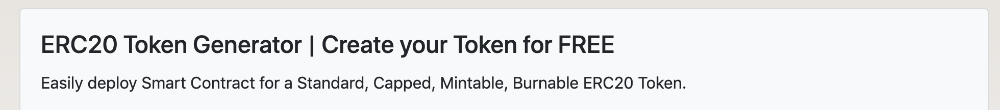 ERC20 Token Generator | Create your Token for FREE
Easily deploy Smart Contract for a Standard, Capped, Mintable, Burnable ERC20 Token.